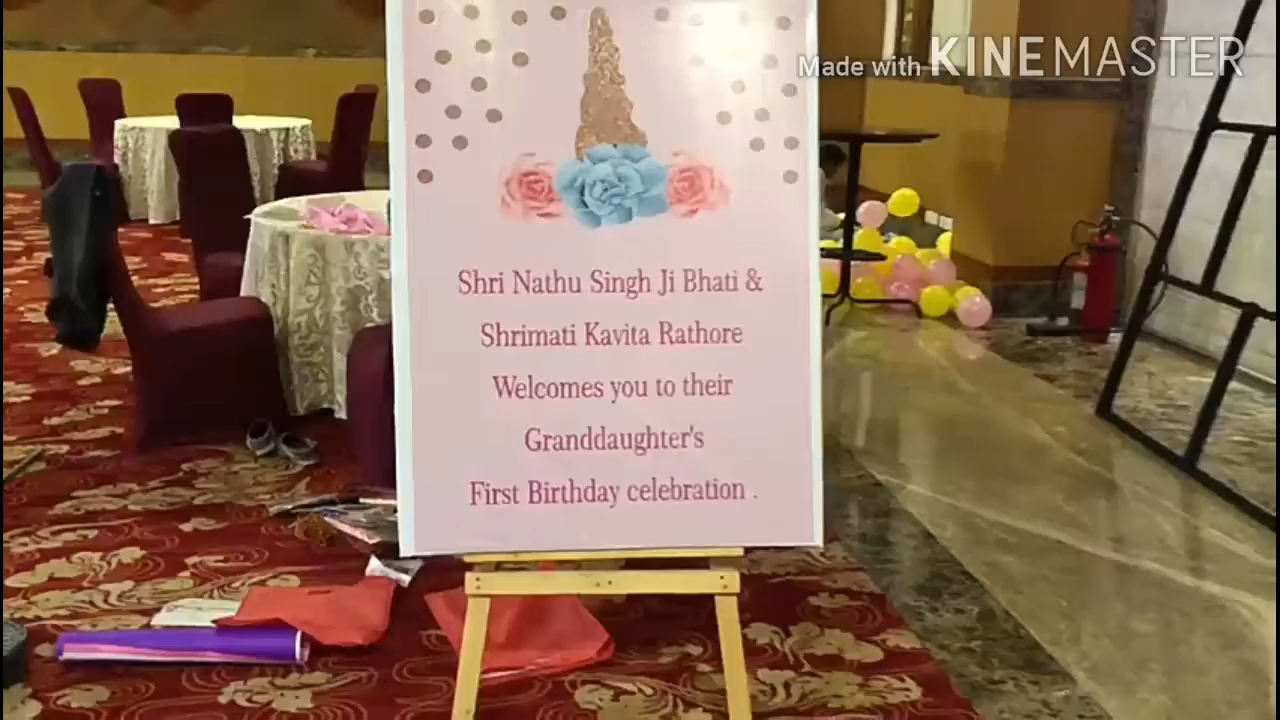 Made with KINEMASTER
Shri Nathu Singh Ji Bhati &
Shrimati Kavita Rathore
Welcomes you to their
Granddaughter's
First Birthday celebration .